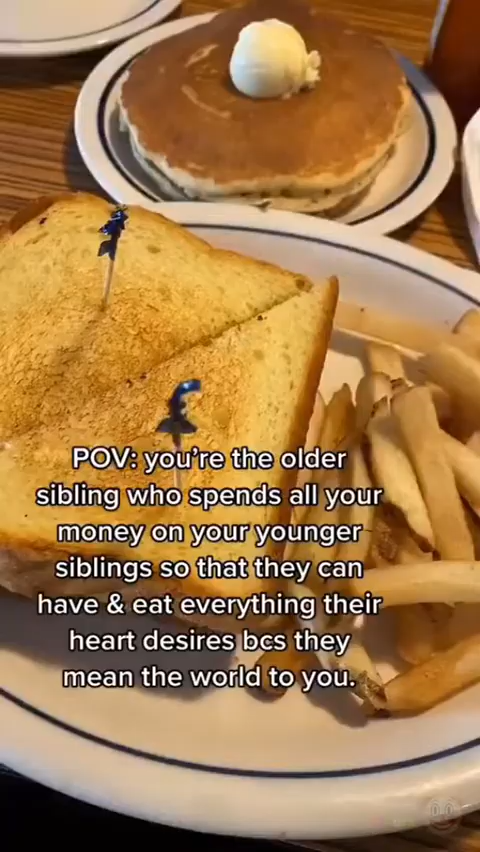 POV: you're the older
sibling who spends all your
money on your younger
siblings so that they can
have & eat everything their
heart desires bcs they
mean the world to you.